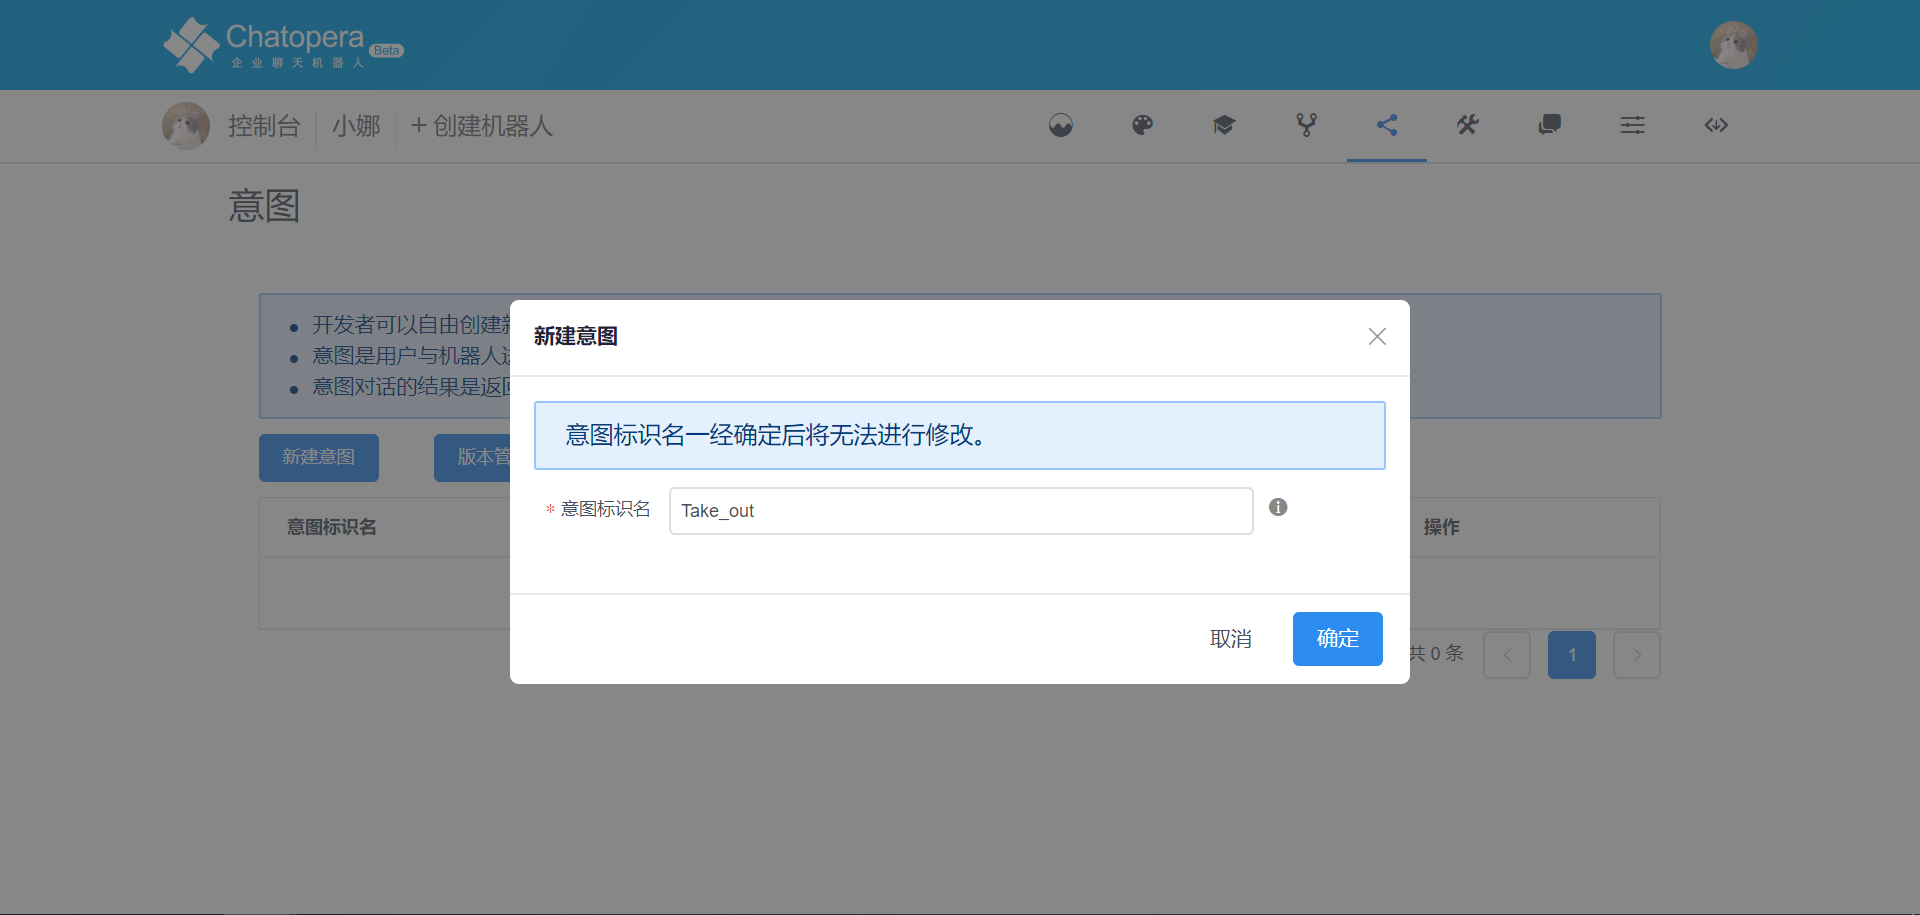 Chatopera Beta
企业聊天机器人
控制台 小娜 + 创建机器人
意图
开发者可以自由创建
意图是用户与机器人
意图对话的结果是返
新建意图 版本管
意图标识名 操作
共 0 条 1
新建意图
意图标识名一经确定后将无法进行修改。
* 意图标识名 Take_out
取消 确定